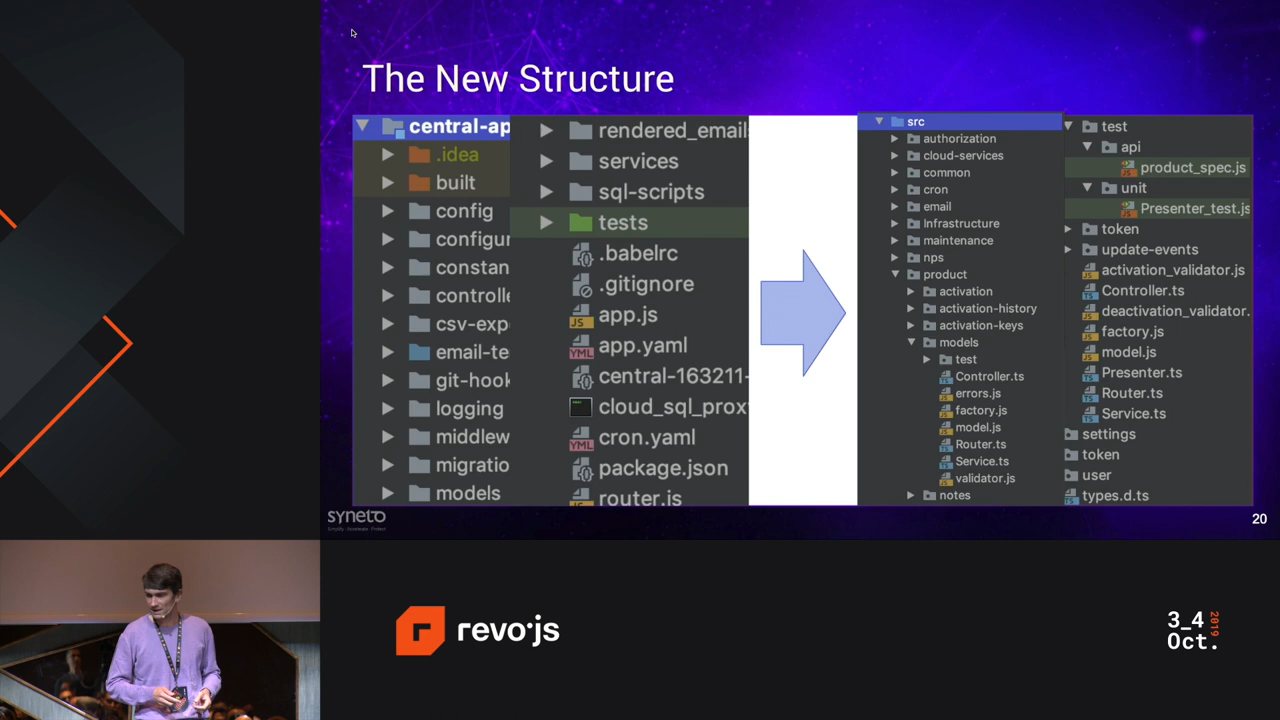 The New Structure
central-ap
.idea
built
config
configur
constan
controlle
csv-exp
email-te
git-hook
logging
middlew
migratio
models
rendered_email
services
sql-scripts
tests
.babelrc
.gitignore
app.js
app.yaml
central-163211-
cloud_sql_prox
cron.yaml
package.json
router.js
src
authorization
cloud-services
common
cron
email
Infrastructure
maintenance
nps
product
activation
activation-history
activation-keys
models
test
Controller.ts
errors.js
factory.js
model.js
Router.ts
Service.ts
validator.js
notes
test
api
product_spec.js
unit
Presenter_test.js
token
update-events
activation_validator.js
Controller.ts
deactivation_validator.
factory.js
model.js
Presenter.ts
Router.ts
Service.ts
settings
token
user
types.d.ts
syneto
20
revo·js
3_4
Oct.
2019